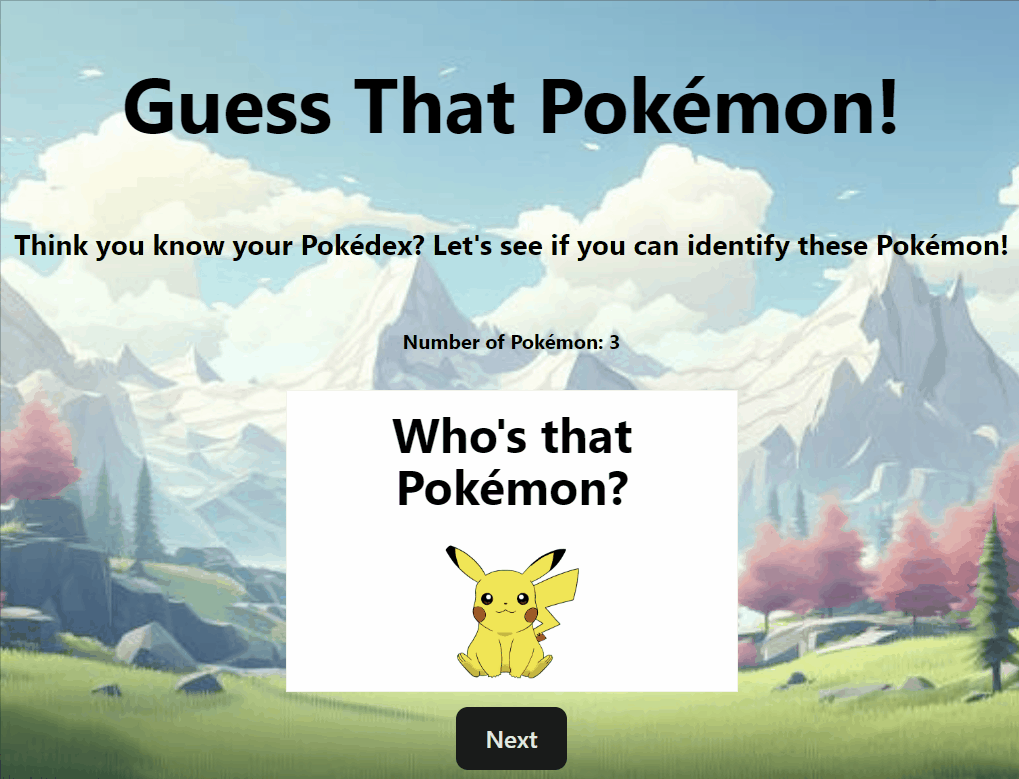 Guess That Pokémon!
Think you know your Pokédex? Let's see if you can identify these Pokémon!
Number of Pokémon: 3
Who's that
Pokémon?
Next